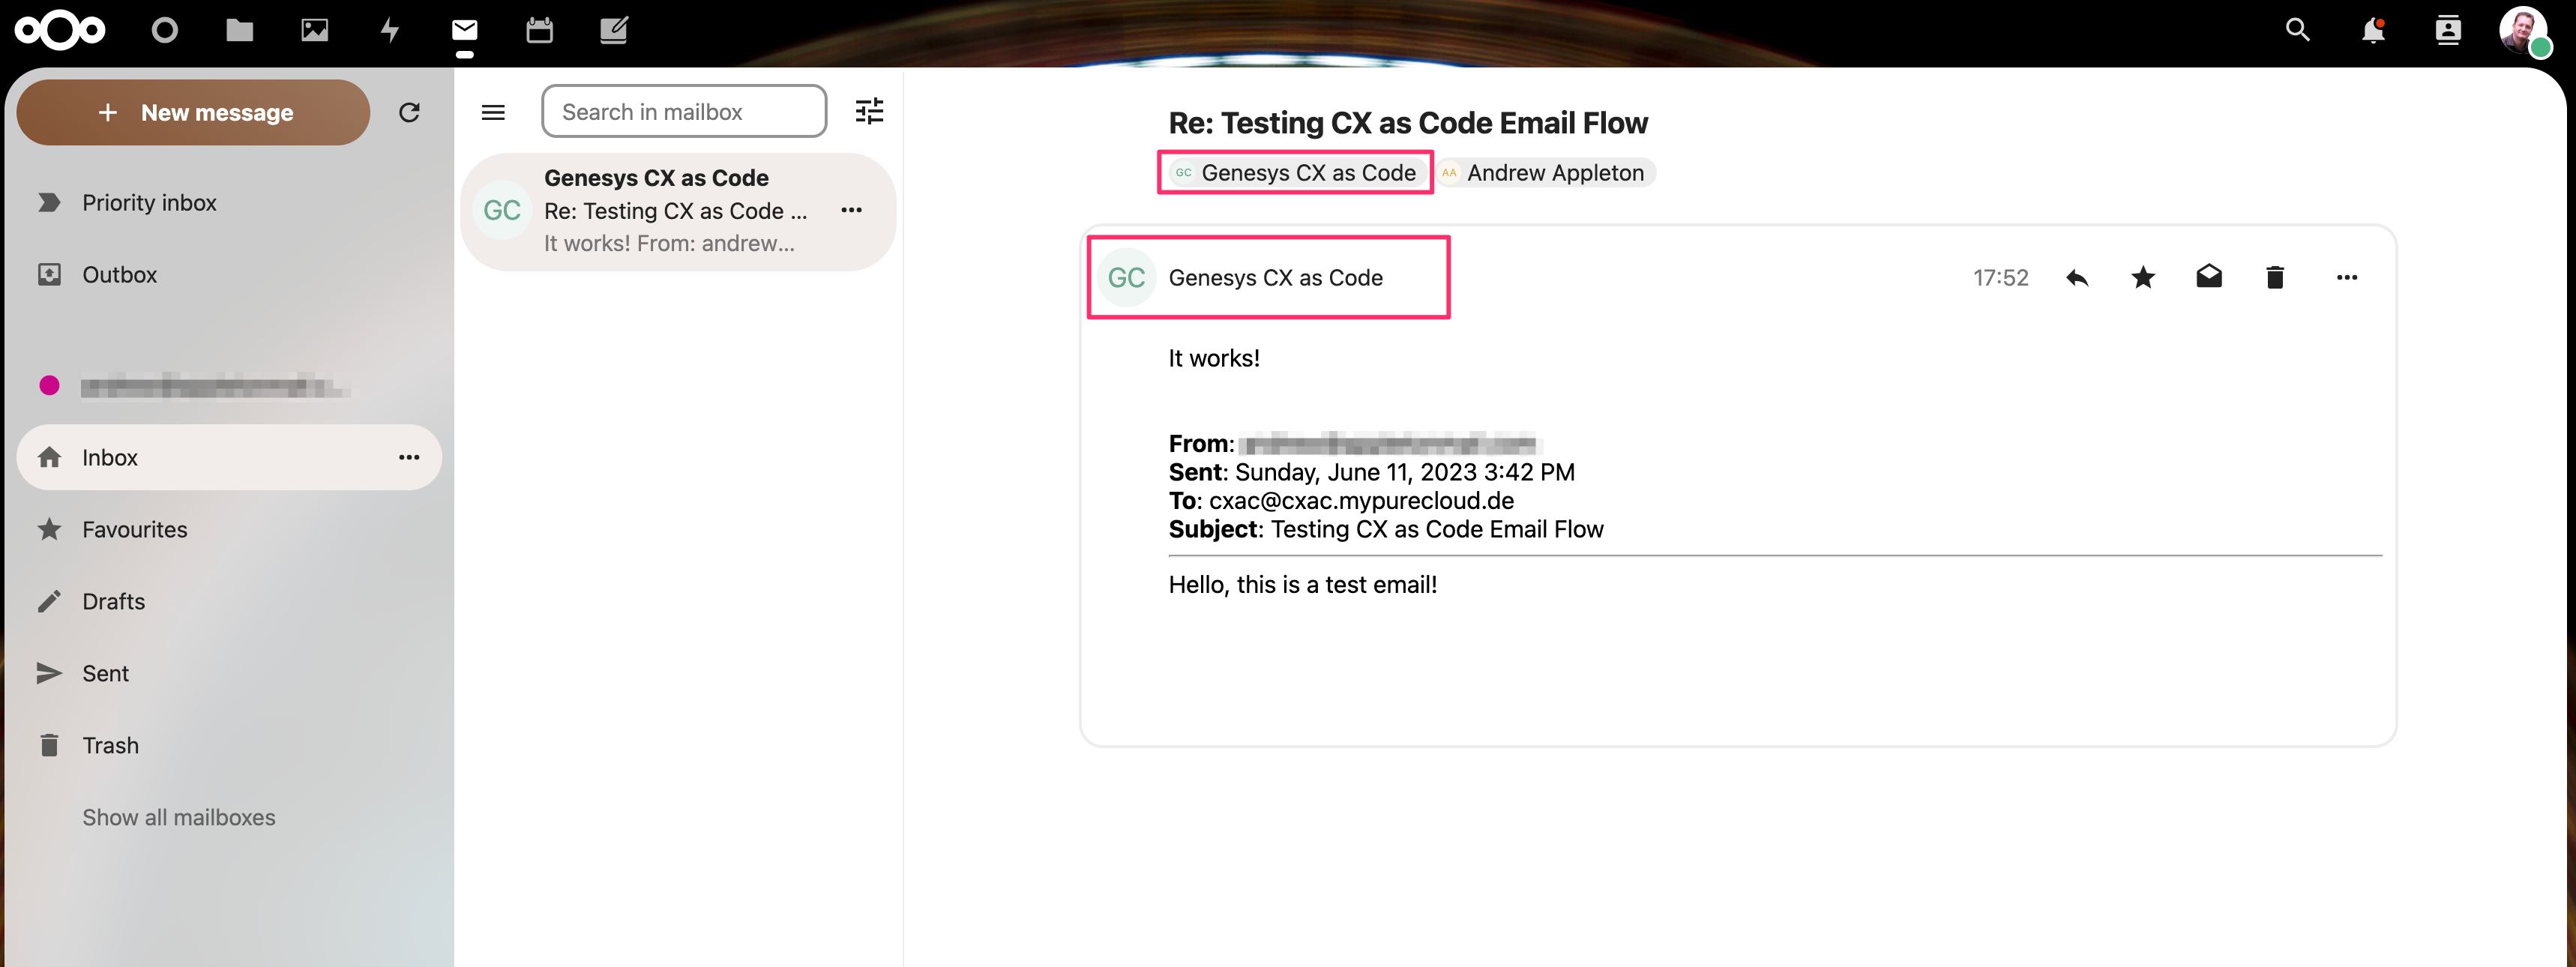 New message
Priority inbox
Outbox
Inbox
Favourites
Drafts
Sent
Trash
Show all mailboxes
Search in mailbox
GC
Genesys CX as Code
Re: Testing CX as Code ...
It works! From: andrew...
Re: Testing CX as Code Email Flow
GC Genesys CX as Code AA Andrew Appleton
GC Genesys CX as Code 17:52
It works!
From:
Sent: Sunday, June 11, 2023 3:42 PM
To: cxac@cxac.mypurecloud.de
Subject: Testing CX as Code Email Flow
Hello, this is a test email!